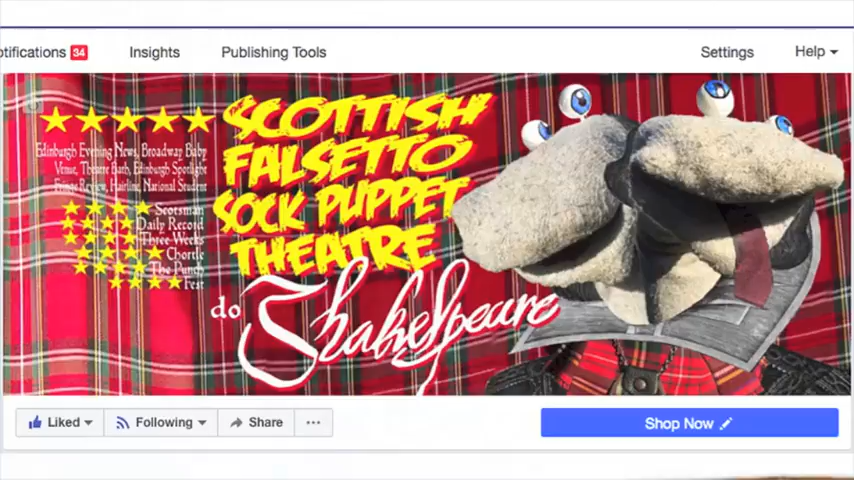 otifications 34 Insights Publishing Tools Settings Help
SCOTTISH
FALSETTO
SOCK PUPPET
THEATRE
do Shakespeare
Edinburgh Evening News, Broadway Baby
Venue, Theatre Bath, Edinburgh Spotlight
Fringe Review, Hairline, National Student
Scotsman
Daily Record
Three Weeks
Chortle
The Punch
Fest
Liked Following Share ... Shop Now